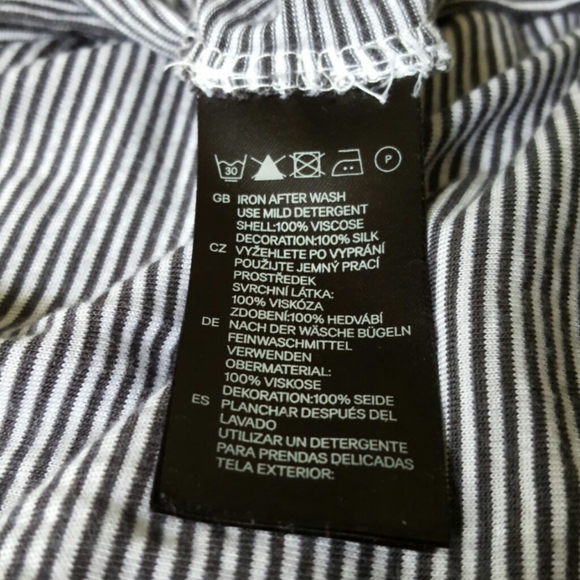 30 P
GB IRON AFTER WASH
USE MILD DETERGENT
SHELL:100% VISCOSE
DECORATION:100% SILK
CZ VYŽEHLETE PO VYPRÁNÍ
POUŽIJTE JEMNÝ PRACÍ
PROSTŘEDEK
SVRCHNÍ LÁTKA:
100% VISKÓZA
ZDOBENÍ:100% HEDVÁBÍ
DE NACH DER WÄSCHE BÜGELN
FEINWASCHMITTEL
VERWENDEN
OBERMATERIAL:
100% VISKOSE
DEKORATION:100% SEIDE
ES PLANCHAR DESPUÉS DEL
LAVADO
UTILIZAR UN DETERGENTE
PARA PRENDAS DELICADAS
TELA EXTERIOR: